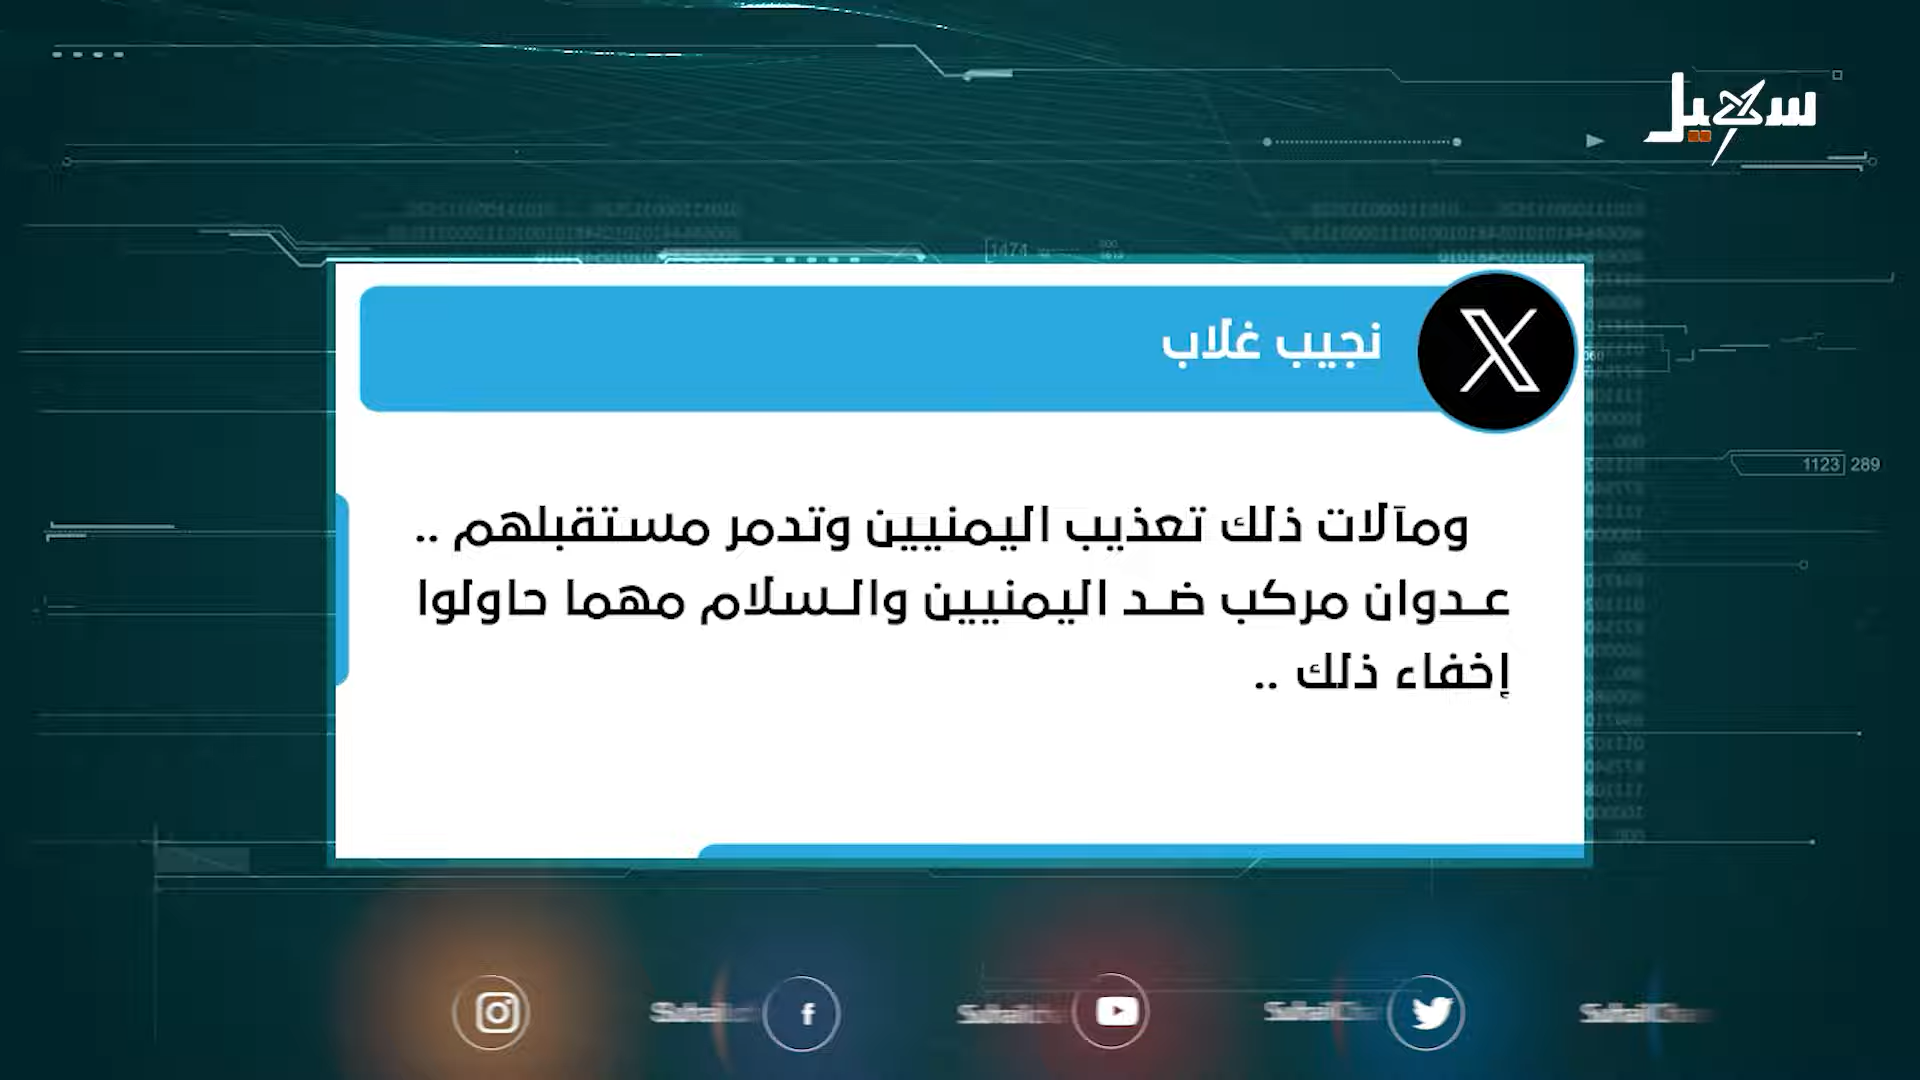 سهيل
نجيب غلاب
ومآلات ذلك تعذيب اليمنيين وتدمر مستقبلهم ..
عـدوان مركب ضـد اليمنيين والـسلام مهما حاولوا
إخفاء ذلك ..
1474
1123 289